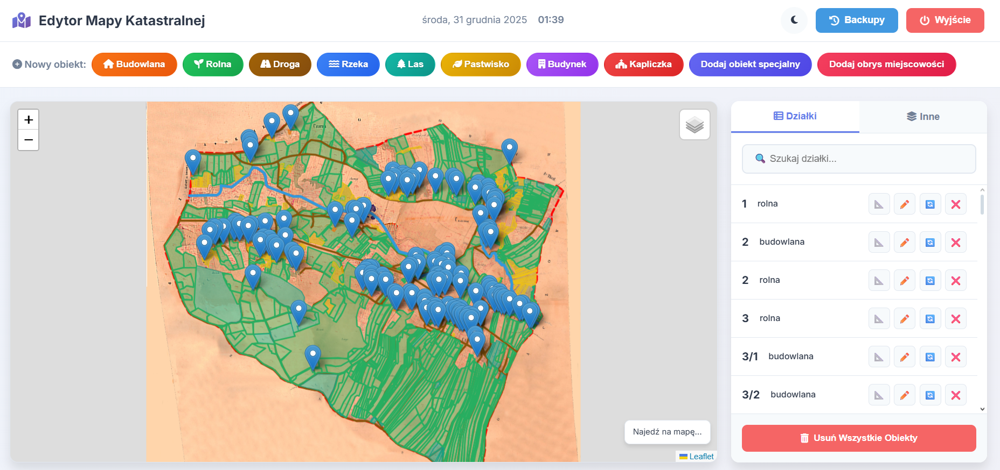 Edytor Mapy Katastralnej
środa, 31 grudnia 2025 01:39
Backupy
Wyjście
Nowy obiekt:
Budowlana
Rolna
Droga
Rzeka
Las
Pastwisko
Budynek
Kapliczka
Dodaj obiekt specjalny
Dodaj obrys miejscowości
+
−
Czarna
Najedź na mapę...
Leaflet
Działki
Inne
Szukaj działki...
1 rolna
2 budowlana
2 rolna
3 rolna
3/1 budowlana
3/2 budowlana
Usuń Wszystkie Obiekty